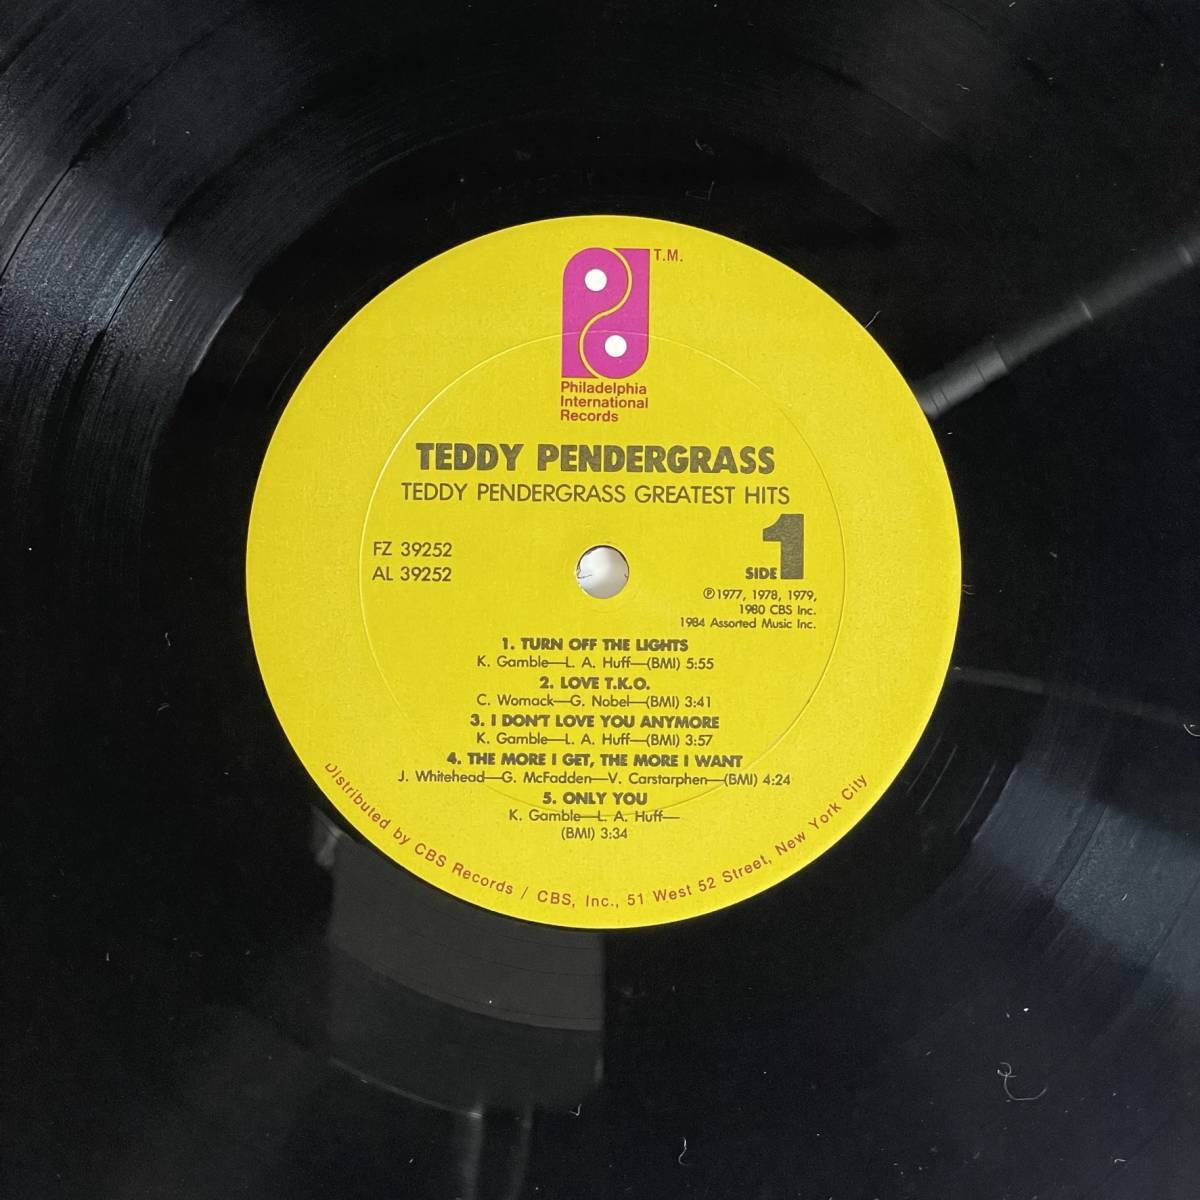 T.M.
Philadelphia
International
Records
TEDDY PENDERGRASS
TEDDY PENDERGRASS GREATEST HITS
FZ 39252
AL 39252
SIDE 1
Ⓟ1977, 1978, 1979,
1980 CBS Inc.
1984 Assorted Music Inc.
1. TURN OFF THE LIGHTS
K. Gamble—L. A. Huff—(BMI) 5:55
2. LOVE T.K.O.
C. Womack—G. Nobel—(BMI) 3:41
3. I DON'T LOVE YOU ANYMORE
K. Gamble—L. A. Huff—(BMI) 3:57
4. THE MORE I GET, THE MORE I WANT
J. Whitehead—G. McFadden—V. Carstarphen—(BMI) 4:24
5. ONLY YOU
K. Gamble—L. A. Huff—
(BMI) 3:34
Distributed by CBS Records / CBS, Inc., 51 West 52 Street, New York City